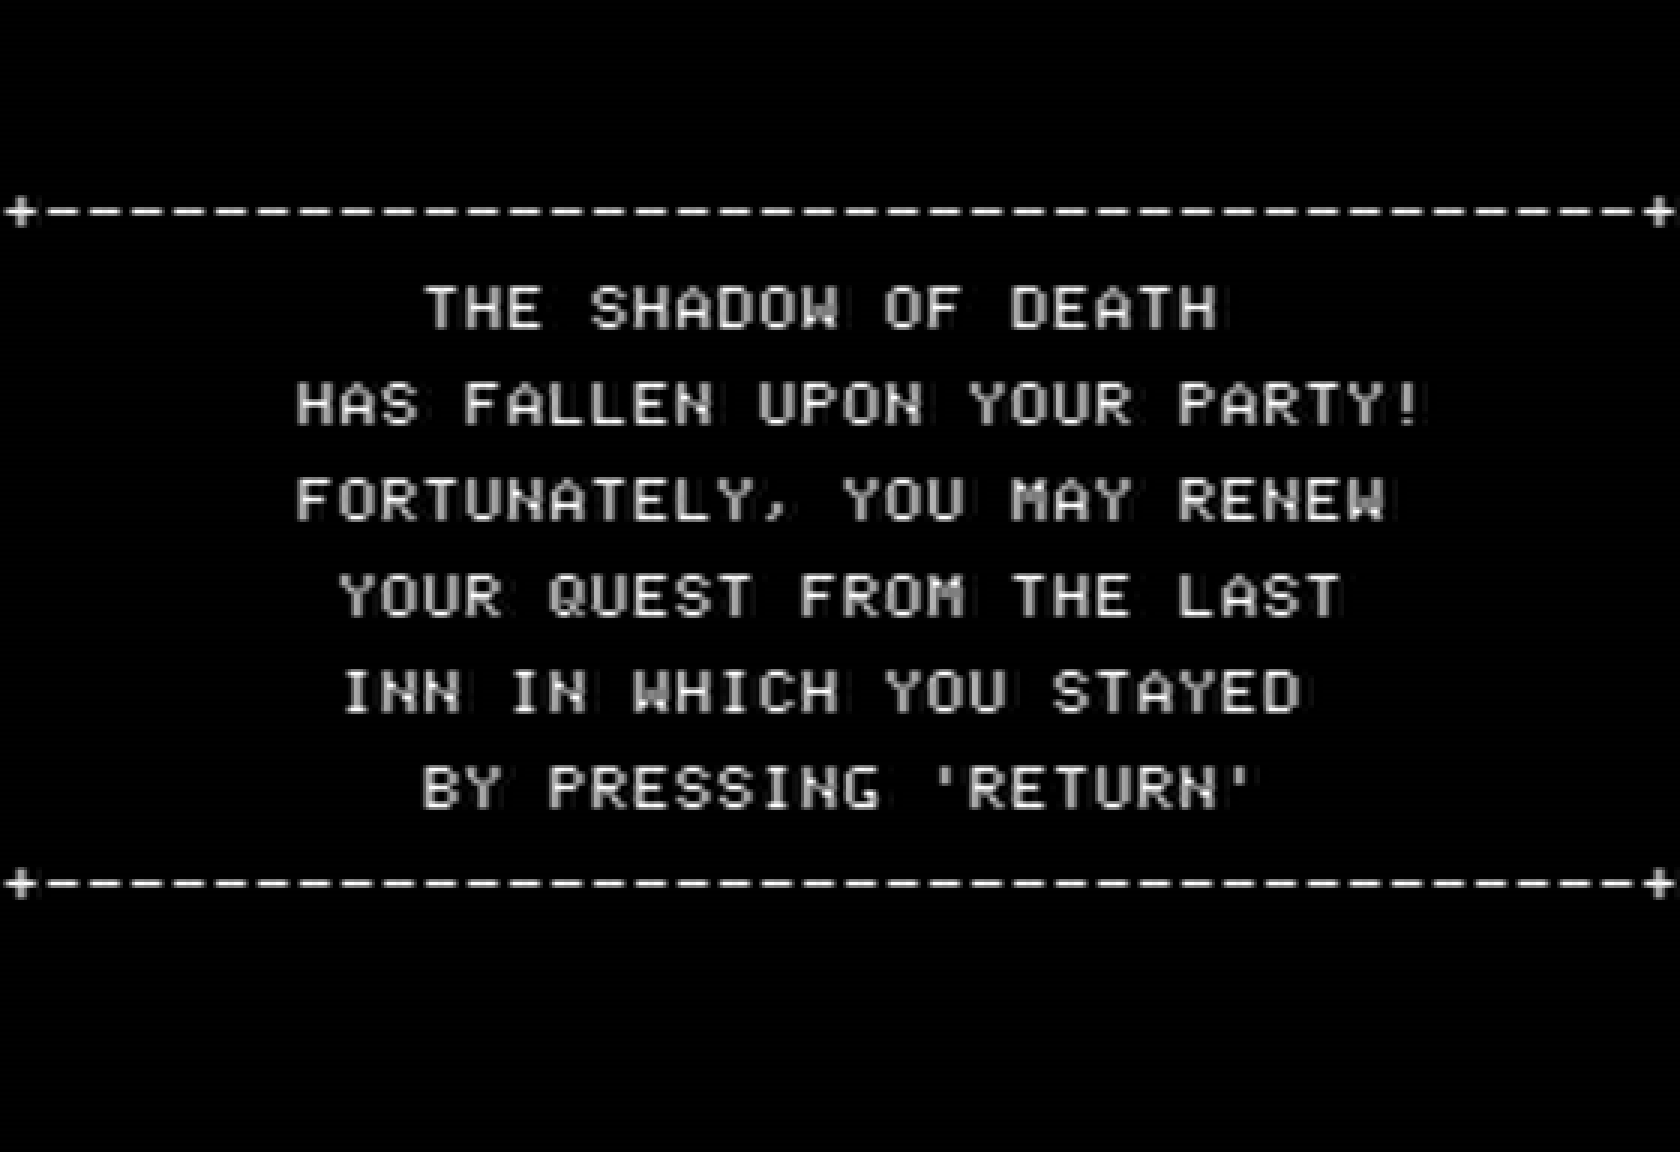 +--------------------------------------+
THE SHADOW OF DEATH
HAS FALLEN UPON YOUR PARTY!
FORTUNATELY, YOU MAY RENEW
YOUR QUEST FROM THE LAST
INN IN WHICH YOU STAYED
BY PRESSING 'RETURN'
+--------------------------------------+